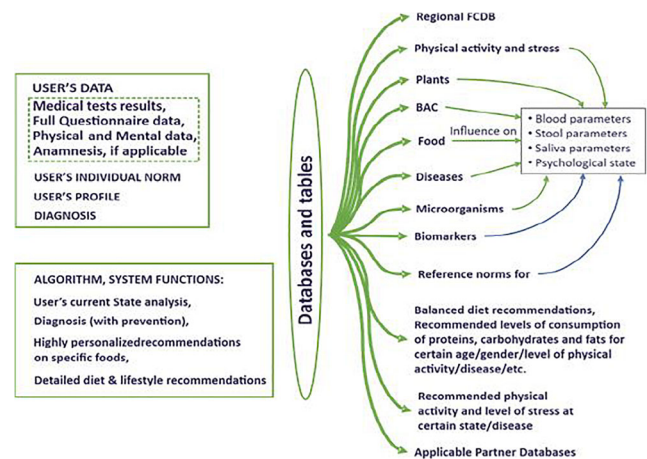 USER'S DATA
Medical tests results,
Full Questionnaire data,
Physical and Mental data,
Anamnesis, if applicable
USER'S INDIVIDUAL NORM
USER'S PROFILE
DIAGNOSIS
ALGORITHM, SYSTEM FUNCTIONS:
User's current State analysis,
Diagnosis (with prevention),
Highly personalizedrecommendations
on specific foods,
Detailed diet & lifestyle recommendations
Databases and tables
Regional FCDB
Physical activity and stress
Plants
BAC
Food
Influence on
Diseases
Microorganisms
Biomarkers
Reference norms for
• Blood parameters
• Stool parameters
• Saliva parameters
• Psychological state
Balanced diet recommendations,
Recommended levels of consumption
of proteins, carbohydrates and fats for
certain age/gender/level of physical
activity/disease/etc.
Recommended physical
activity and level of stress at
certain state/disease
Applicable Partner Databases